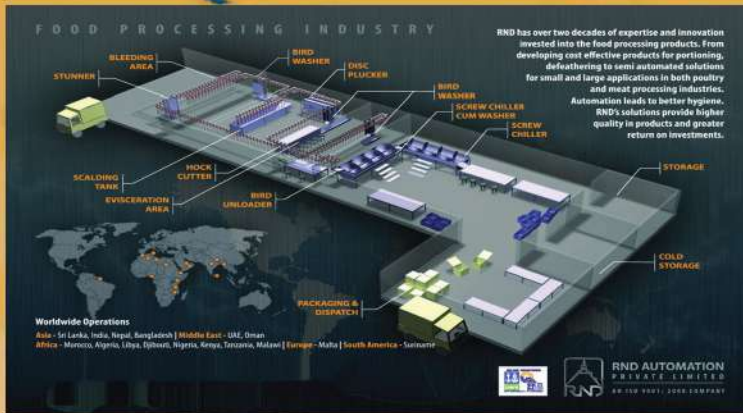 FOOD PROCESSING INDUSTRY
RND has over two decades of expertise and innovation
invested into the food processing products. From
developing cost effective products for portioning,
defeathering to semi automated solutions
for small and large applications in both poultry
and meat processing industries.
Automation leads to better hygiene.
RND's solutions provide higher
quality in products and greater
return on investments.
BLEEDING
AREA
BIRD
WASHER
STUNNER
DISC
PLUCKER
BIRD
WASHER
SCREW CHILLER
CUM WASHER
SCREW
CHILLER
STORAGE
SCALDING
TANK
HOCK
CUTTER
EVISCERATION
AREA
BIRD
UNLOADER
COLD
STORAGE
PACKAGING &
DISPATCH
Worldwide Operations
Asia - Sri Lanka, India, Nepal, Bangladesh | Middle East - UAE, Oman
Africa - Morocco, Algeria, Libya, Djibouti, Nigeria, Kenya, Tanzania, Malawi | Europe - Malta | South America - Suriname
RND
RND AUTOMATION
PRIVATE LIMITED
AN ISO 9001: 2008 COMPANY